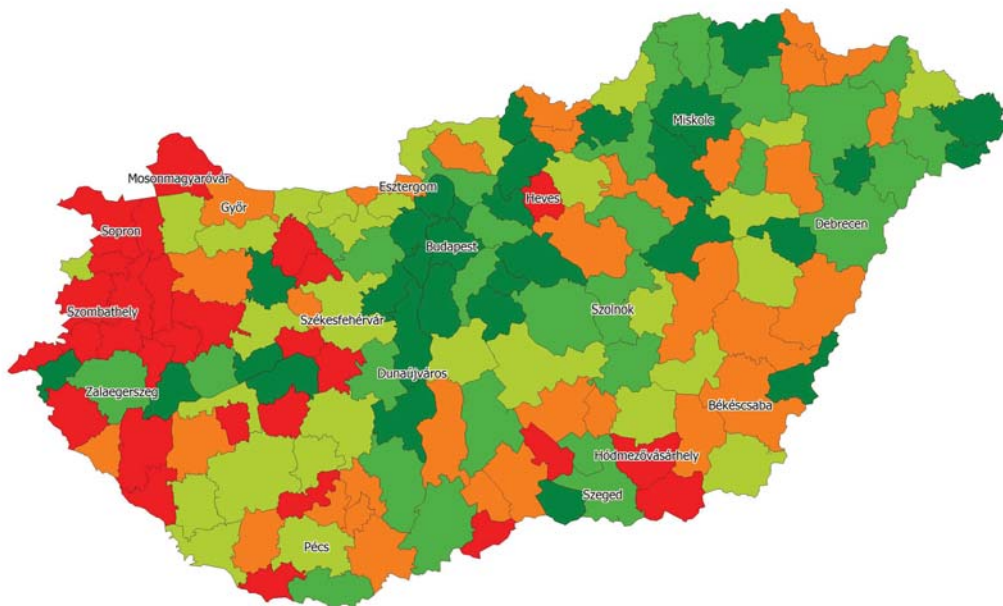 Miskolc
Mosonmagyaróvár
Esztergom
Győr
Heves
Sopron
Debrecen
Budapest
Szombathely
Szolnok
Székesfehérvár
Dunaújváros
Zalaegerszeg
Békéscsaba
Hódmezővásárhely
Szeged
Pécs